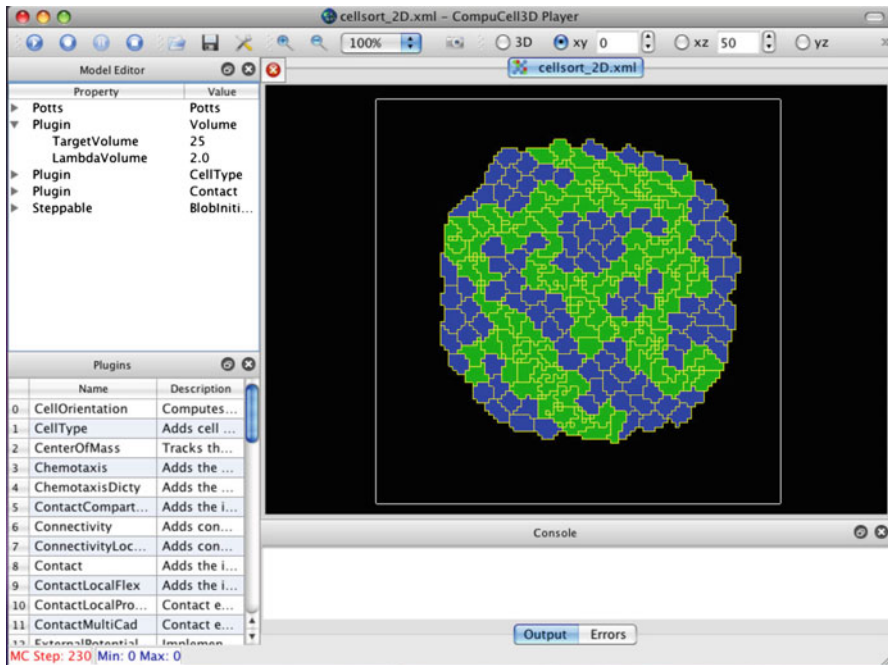 cellsort_2D.xml - CompuCell3D Player
100% 3D xy 0 xz 50 yz »
Model Editor
cellsort_2D.xml
Property Value
Potts Potts
Plugin Volume
TargetVolume 25
LambdaVolume 2.0
Plugin CellType
Plugin Contact
Steppable BlobIniti...
Plugins
Name Description
0 CellOrientation Computes...
1 CellType Adds cell ...
2 CenterOfMass Tracks th...
3 Chemotaxis Adds the ...
4 ChemotaxisDicty Adds the ...
5 ContactCompart... Adds the i...
6 Connectivity Adds con...
7 ConnectivityLoc... Adds con...
8 Contact Adds the i...
9 ContactLocalFlex Adds the i...
10 ContactLocalPro... Contact e...
11 ContactMultiCad Contact e...
12 ExternalPotential Implemen...
Console
Output Errors
MC Step: 230 Min: 0 Max: 0